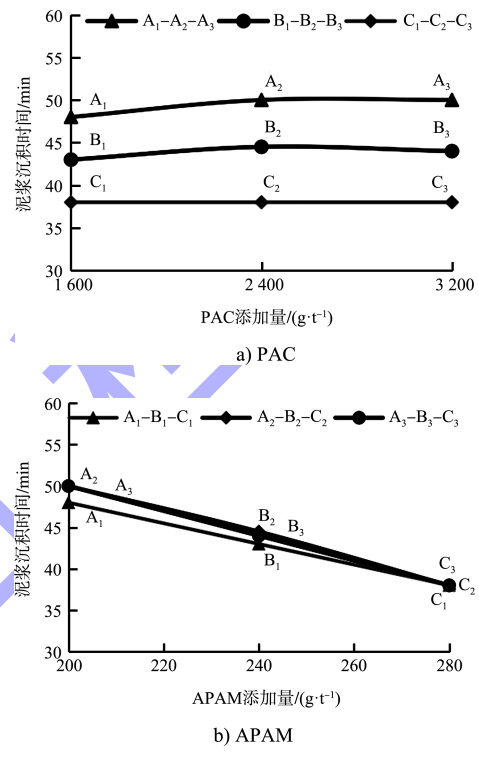 60
A₁–A₂–A₃ B₁–B₂–B₃ C₁–C₂–C₃
55
A₂ A₃
A₁
50
B₂ B₃
45
B₁
C₁ C₂ C₃
40
35
30
1 600 2 400 3 200
泥浆沉积时间/min
PAC添加量/(g·t⁻¹)
a) PAC
60
A₁–B₁–C₁ A₂–B₂–C₂ A₃–B₃–C₃
55
50
A₂ A₃
A₁
45
B₂ B₃
B₁
40
C₃
C₂
C₁
35
30
200 220 240 260 280
泥浆沉积时间/min
APAM添加量/(g·t⁻¹)
b) APAM